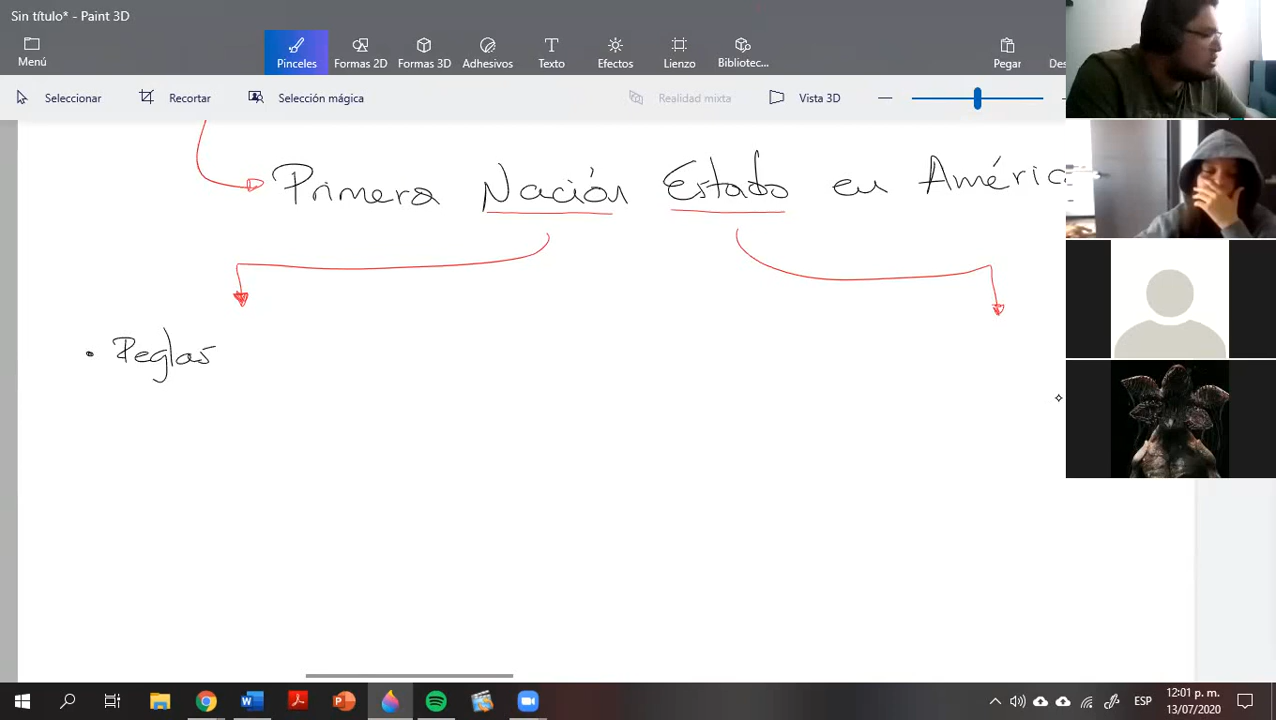 Sin título* - Paint 3D
Menú
Pinceles
Formas 2D
Formas 3D
Adhesivos
Texto
Efectos
Lienzo
Bibliotec...
Pegar
Des
Seleccionar
Recortar
Selección mágica
Realidad mixta
Vista 3D
Primera Nación Estado en Améric
• Reglas
ESP
12:01 p. m.
13/07/2020